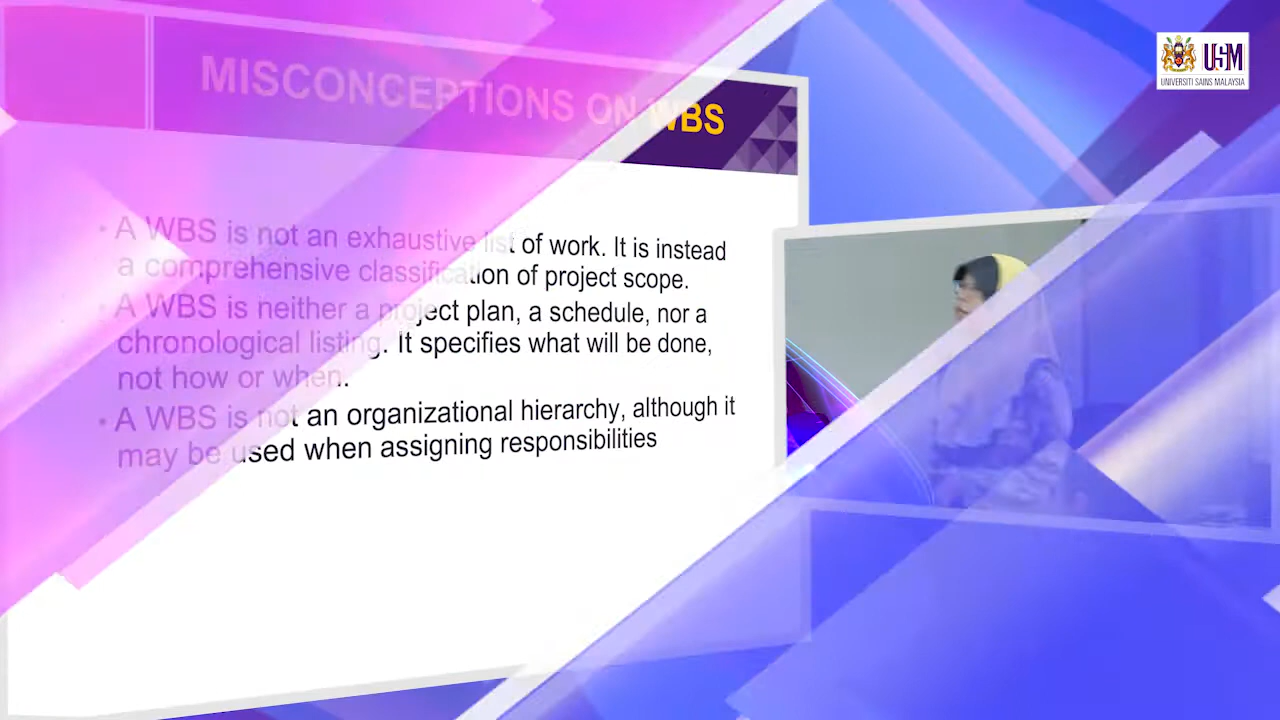 MISCONCEPTIONS ON WBS
USM
UNIVERSITI SAINS MALAYSIA
• A WBS is not an exhaustive list of work. It is instead
a comprehensive classification of project scope.
• A WBS is neither a project plan, a schedule, nor a
chronological listing. It specifies what will be done,
not how or when.
• A WBS is not an organizational hierarchy, although it
may be used when assigning responsibilities